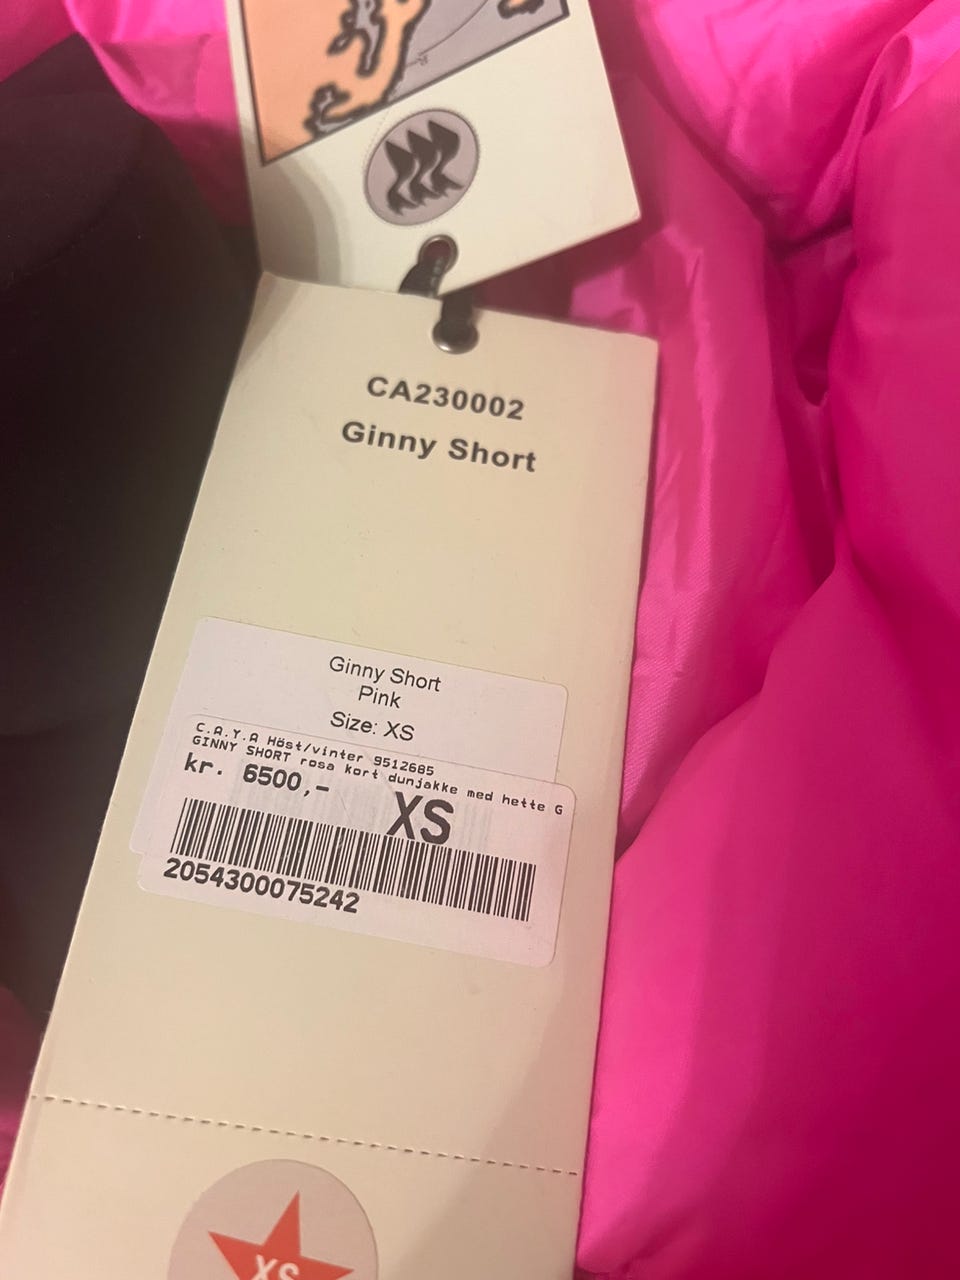 CA230002
Ginny Short
Ginny Short
Pink
Size: XS
C.A.Y.A Höst/vinter 9512685
GINNY SHORT rosa kort dunjakke med hette G
kr. 6500,-
XS
2054300075242
XS